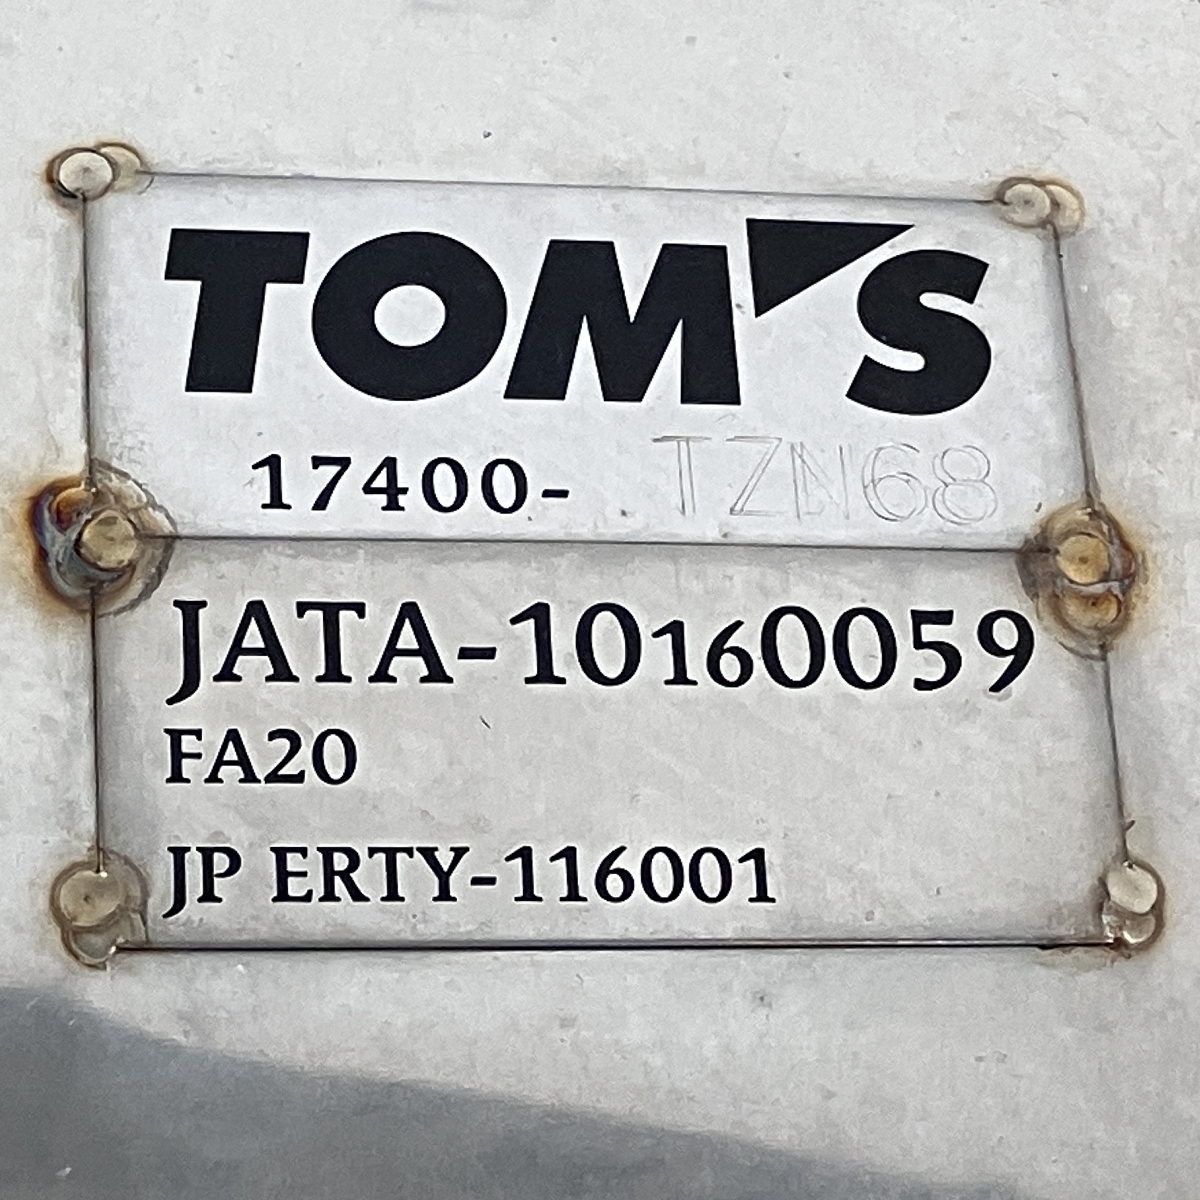 TOM'S
17400- TZN68
JATA-10160059
FA20
JP ERTY-116001